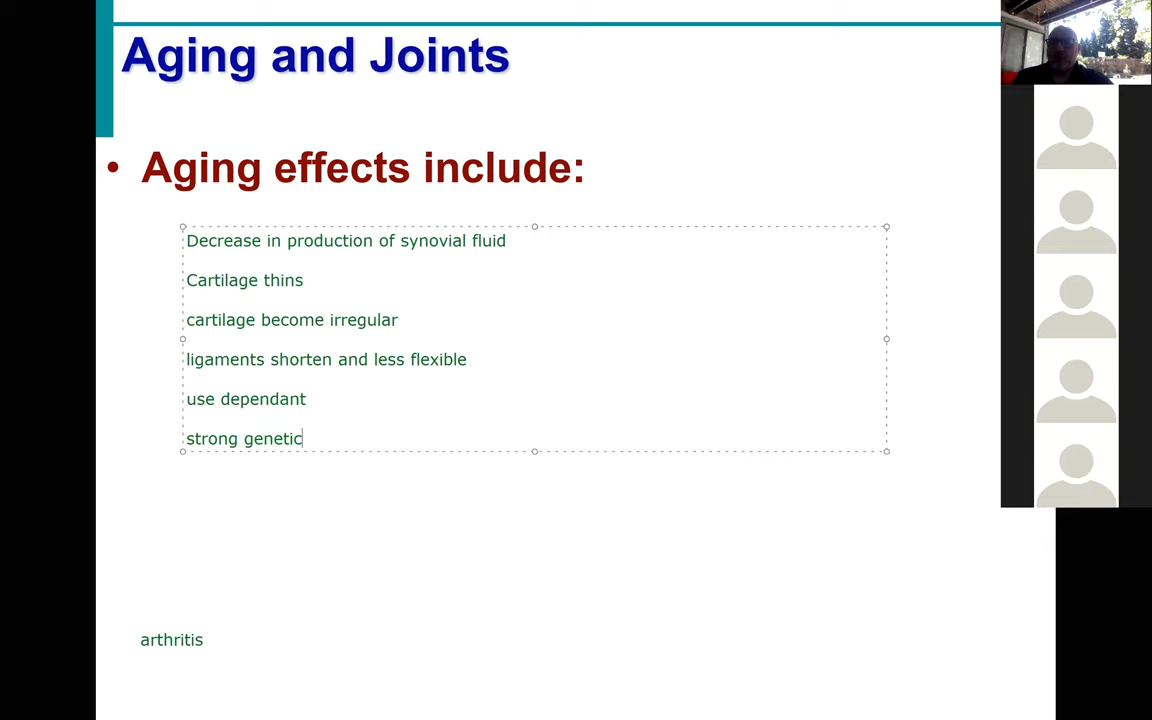 Aging and Joints
• Aging effects include:
Decrease in production of synovial fluid
Cartilage thins
cartilage become irregular
ligaments shorten and less flexible
use dependant
strong genetic
arthritis